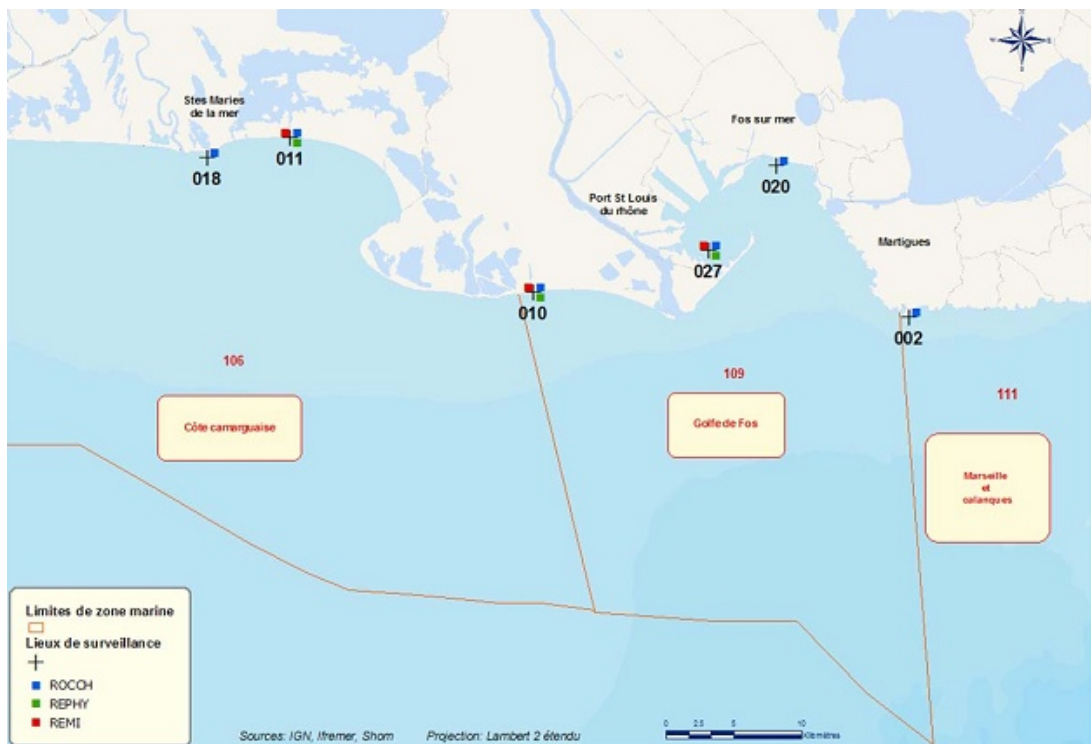 Stes Maries
de la mer
Fos sur mer
011
018
020
Port St Louis
du rhône
Martigues
027
010
002
106
109
111
Côte camarguaise
Golfe de Fos
Marseille
et
calanques
Limites de zone marine
Lieux de surveillance
ROCCH
REPHY
REMI
Sources: IGN, Ifremer, Shom
Projection: Lambert 2 étendu
0 2.5 5 10
Kilomètres